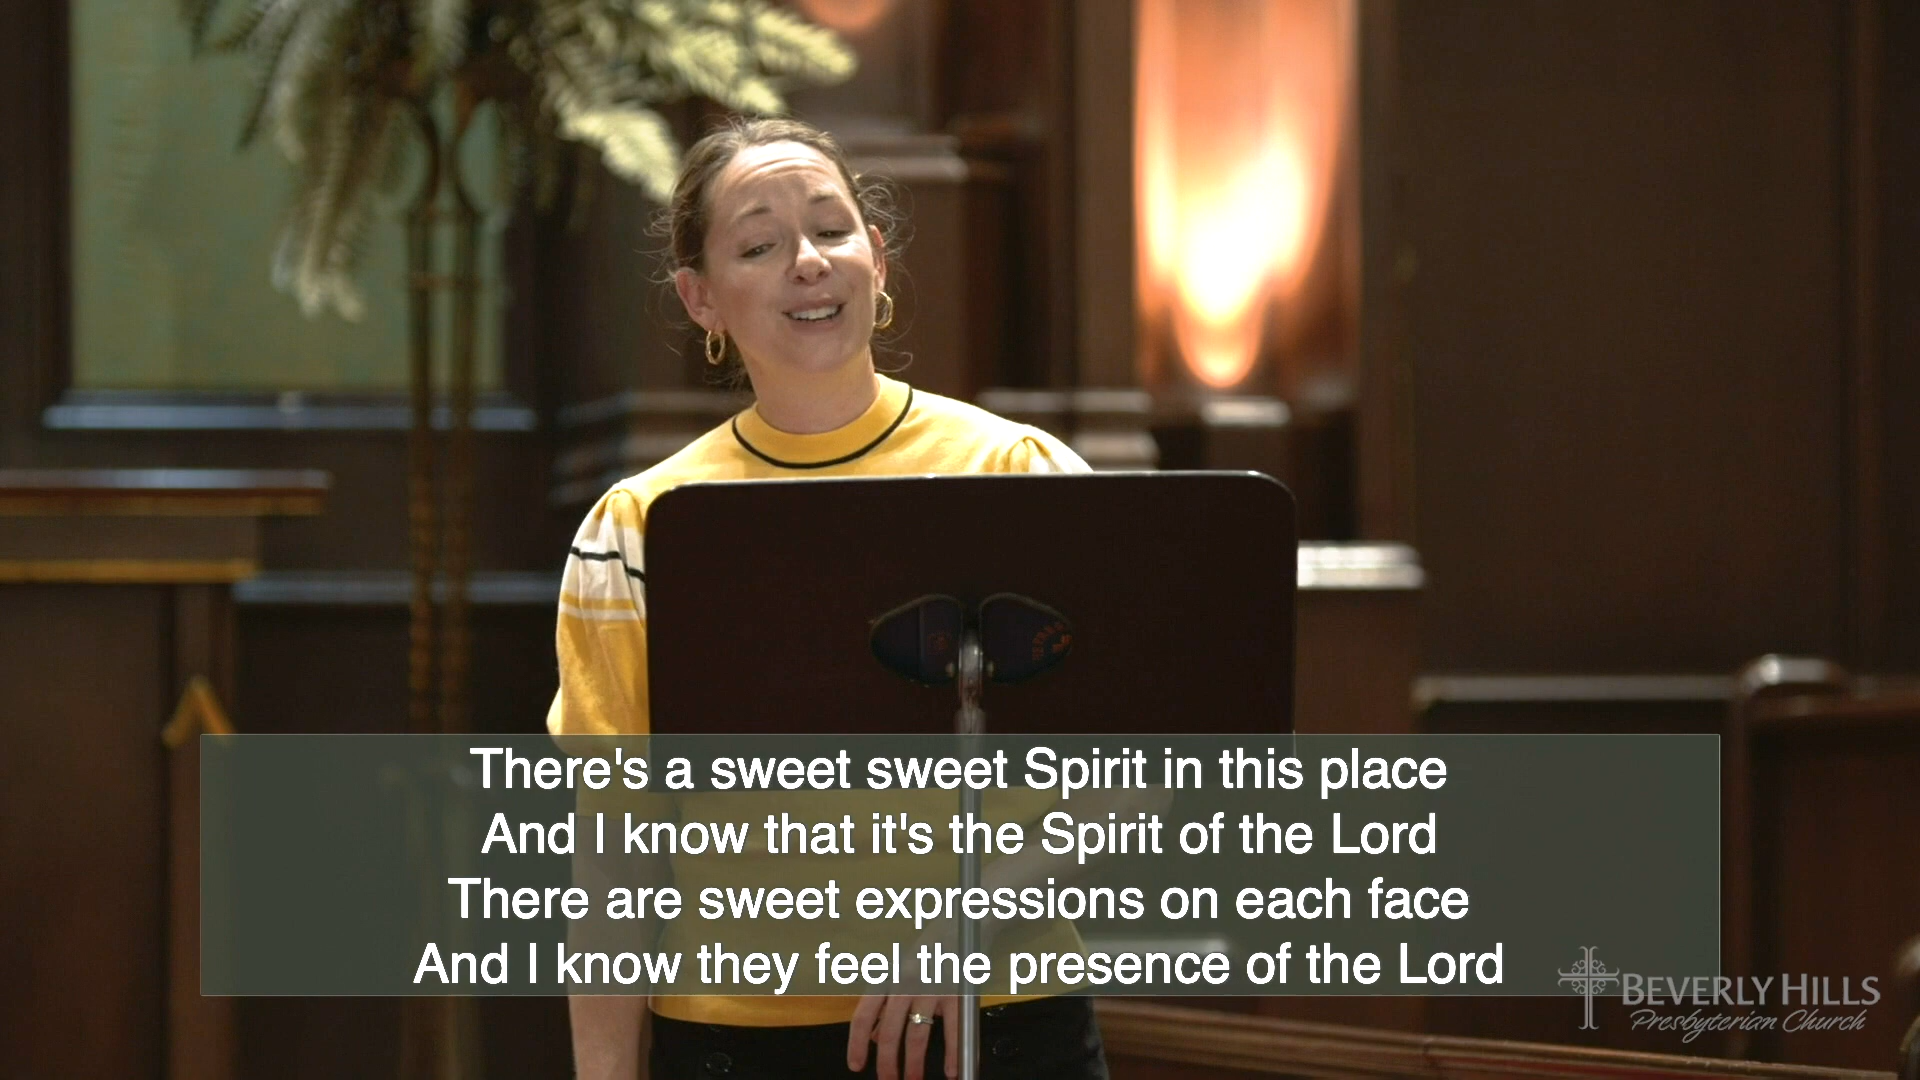 There's a sweet sweet Spirit in this place
And I know that it's the Spirit of the Lord
There are sweet expressions on each face
And I know they feel the presence of the Lord
BEVERLY HILLS
Presbyterian Church